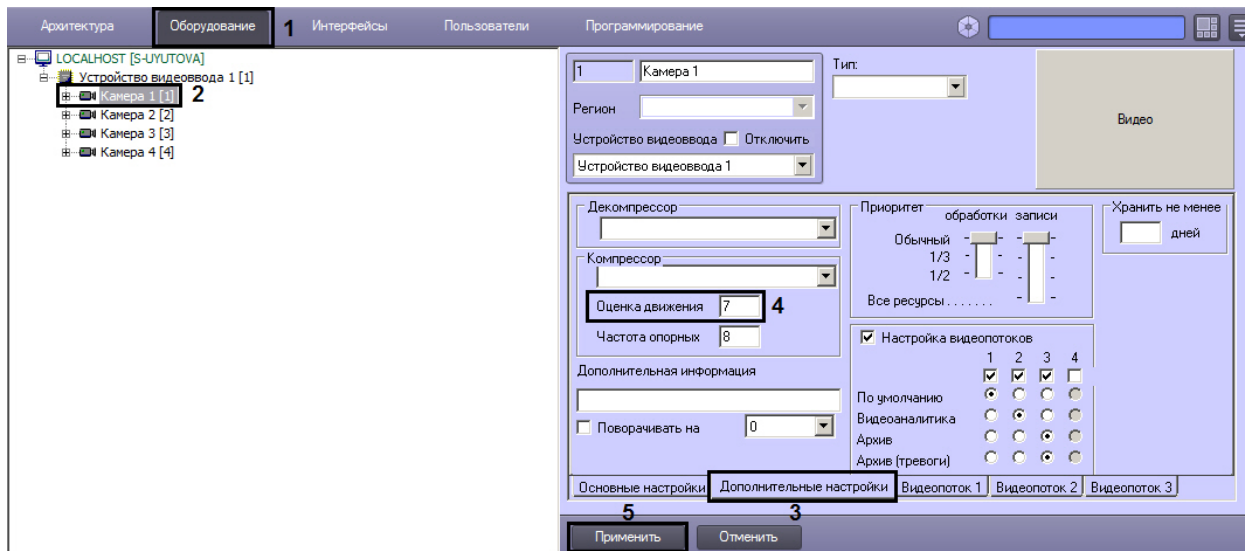 Архитектура Оборудование 1 Интерфейсы Пользователи Программирование
LOCALHOST [S-UYUTOVA]
Устройство видеоввода 1 [1]
Камера 1 [1] 2
Камера 2 [2]
Камера 3 [3]
Камера 4 [4]
1 Камера 1
Тип:
Регион
Устройство видеоввода Отключить
Устройство видеоввода 1
Видео
Декомпрессор
Компрессор
Оценка движения 7 4
Частота опорных 8
Дополнительная информация
Поворачивать на 0
Приоритет
обработки записи
Обычный
1/3
1/2
Все ресурсы . . . . . . .
Хранить не менее
дней
Настройка видеопотоков
1 2 3 4
По умолчанию
Видеоаналитика
Архив
Архив (тревоги)
Основные настройки Дополнительные настройки Видеопоток 1 Видеопоток 2 Видеопоток 3
5 3
Применить Отменить